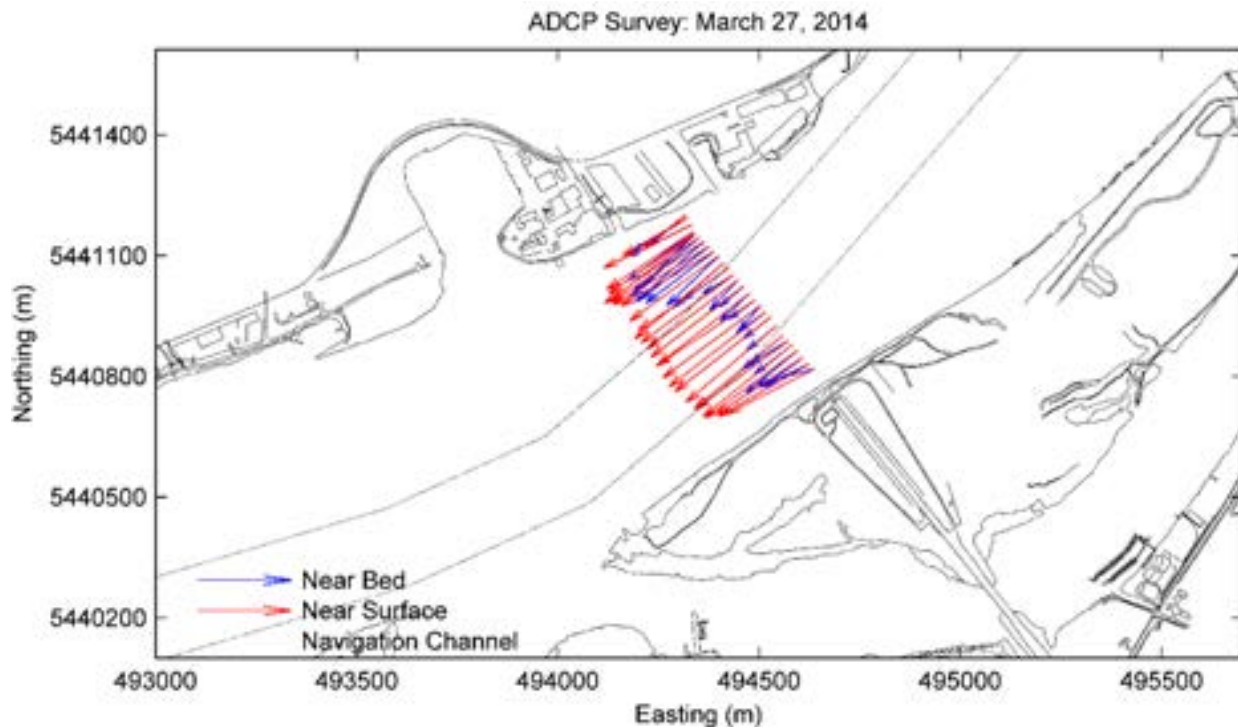 ADCP Survey: March 27, 2014
5441400
5441100
5440800
5440500
5440200
Northing (m)
Near Bed
Near Surface
Navigation Channel
493000 493500 494000 494500 495000 495500
Easting (m)